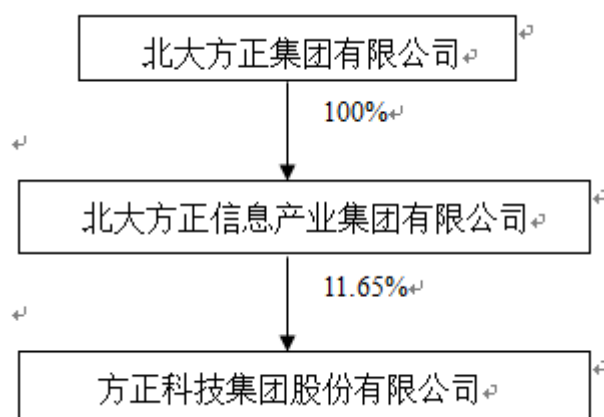 北大方正集团有限公司
100%
北大方正信息产业集团有限公司
11.65%
方正科技集团股份有限公司